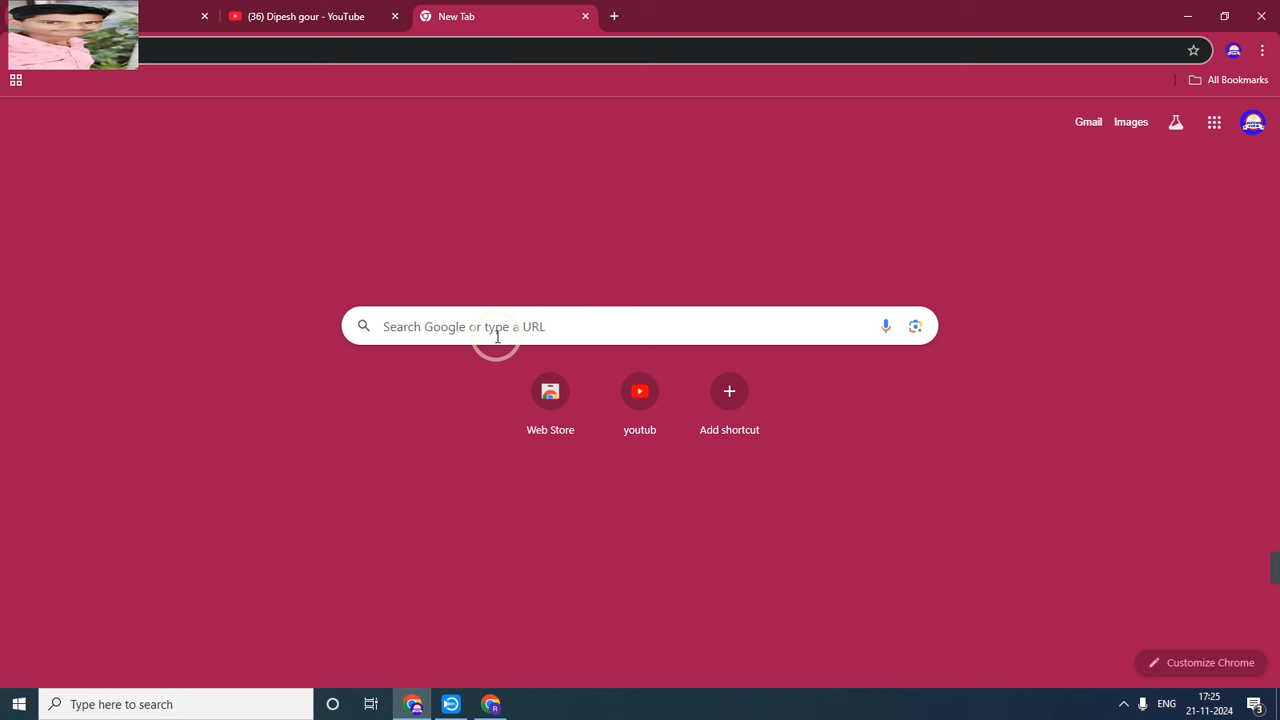 (36) Dipesh gour - YouTube
New Tab
All Bookmarks
Gmail Images
Search Google or type a URL
Web Store
youtub
Add shortcut
Customize Chrome
Type here to search
ENG
17-25
21-11-2024